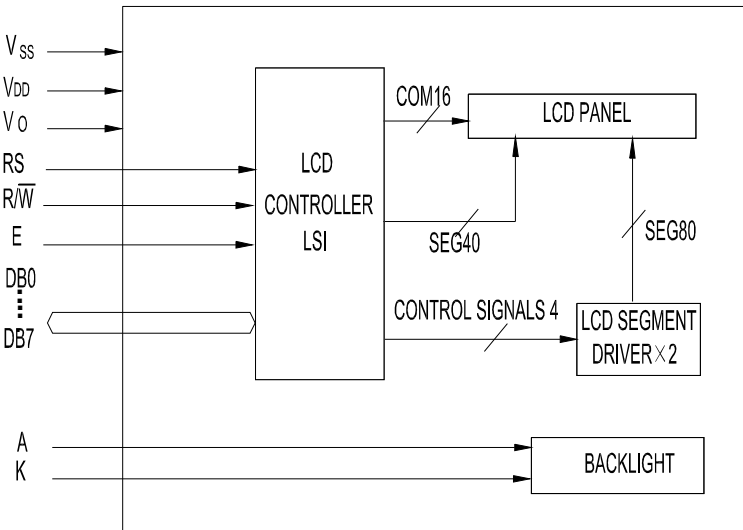 VSS
VDD
VO
RS
R/W̅
E
DB0
DB7
A
K
LCD
CONTROLLER
LSI
COM16
SEG40
CONTROL SIGNALS 4
LCD PANEL
SEG80
LCD SEGMENT
DRIVER×2
BACKLIGHT